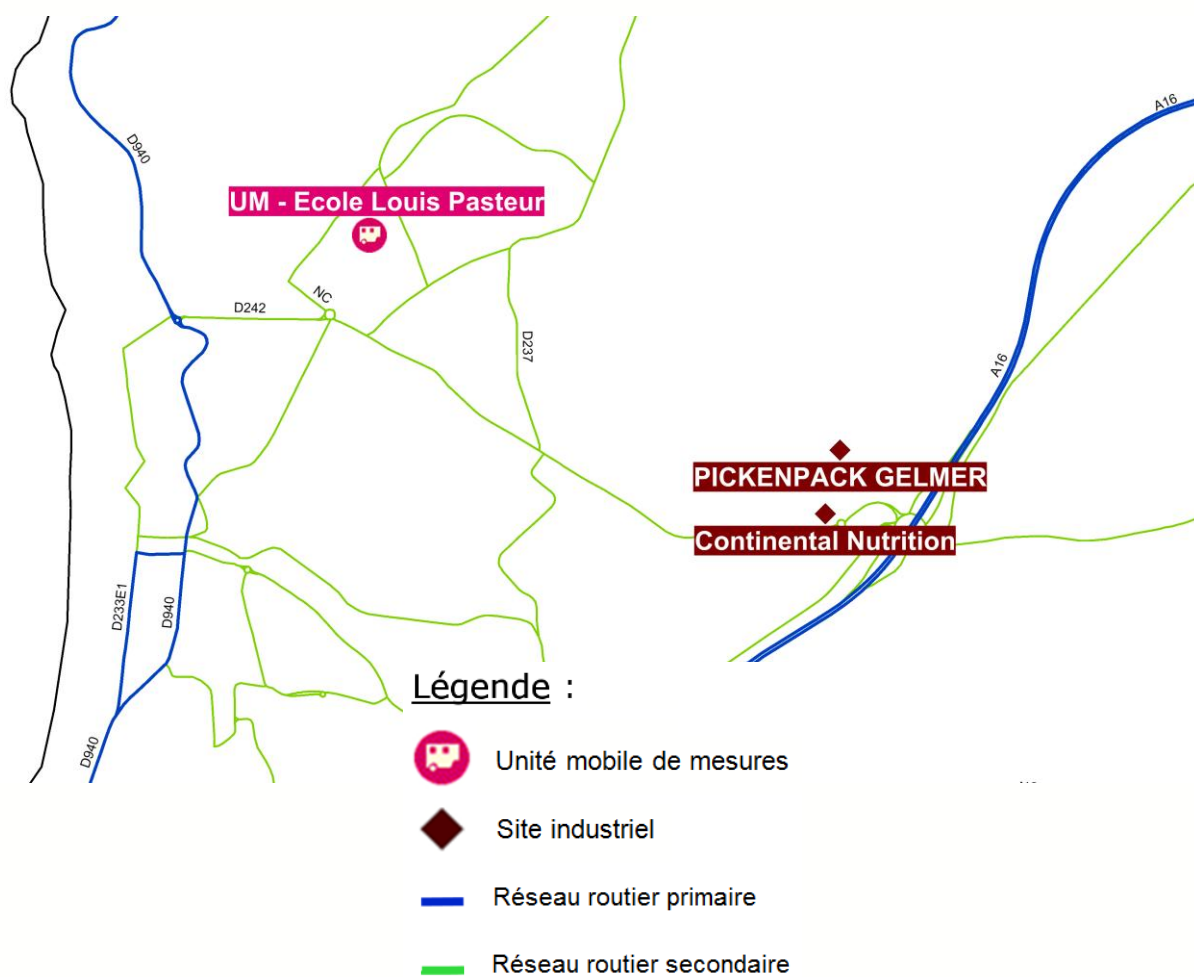 A16
D940
UM - Ecole Louis Pasteur
NC
D242
D237
A16
PICKENPACK GELMER
Continental Nutrition
D233E1
D940
Légende :
D940
Unité mobile de mesures
Site industriel
Réseau routier primaire
Réseau routier secondaire